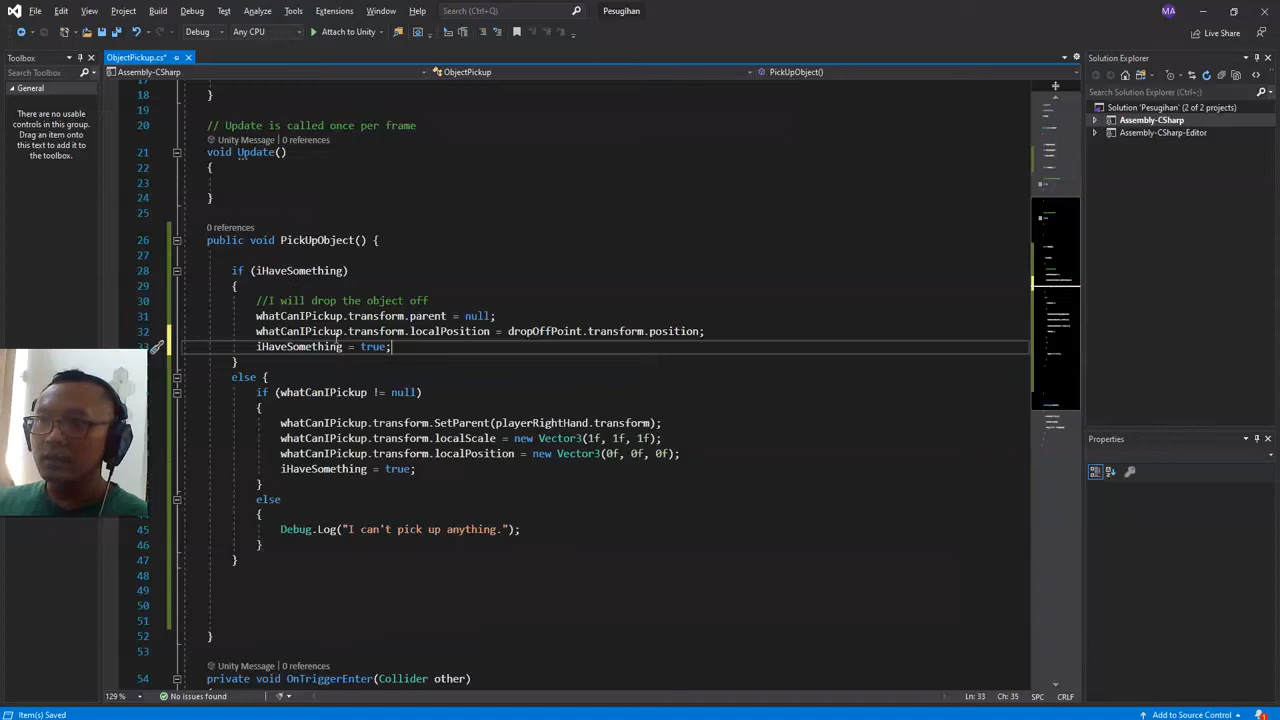 File Edit View Git Project Build Debug Test Analyze Tools Extensions Window Help Search (Ctrl+Q) Pesugihan MA
Debug Any CPU Attach to Unity Live Share
Toolbox
ObjectPickup.cs*
Solution Explorer
Search Toolbox
Assembly-CSharp ObjectPickup PickUpObject()
General
There are no usable
controls in this group.
Drag an item onto
this text to add it to
the toolbox.
Search Solution Explorer (Ctrl+;)
Solution 'Pesugihan' (2 of 2 projects)
Assembly-CSharp
Assembly-CSharp-Editor
Properties
17
18 }
19
20 // Update is called once per frame
Unity Message | 0 references
21 void Update()
22 {
23
24 }
25
0 references
26 public void PickUpObject() {
27
28 if (iHaveSomething)
29 {
30 //I will drop the object off
31 whatCanIPickup.transform.parent = null;
32 whatCanIPickup.transform.localPosition = dropOffPoint.transform.position;
33 iHaveSomething = true;
}
else {
if (whatCanIPickup != null)
{
whatCanIPickup.transform.SetParent(playerRightHand.transform);
whatCanIPickup.transform.localScale = new Vector3(1f, 1f, 1f);
whatCanIPickup.transform.localPosition = new Vector3(0f, 0f, 0f);
iHaveSomething = true;
}
else
{
45 Debug.Log("I can't pick up anything.");
46 }
47 }
48
49
50
51
52 }
53
Unity Message | 0 references
54 private void OnTriggerEnter(Collider other)
129 % No issues found Ln: 33 Ch: 35 SPC CRLF
Item(s) Saved Add to Source Control 1